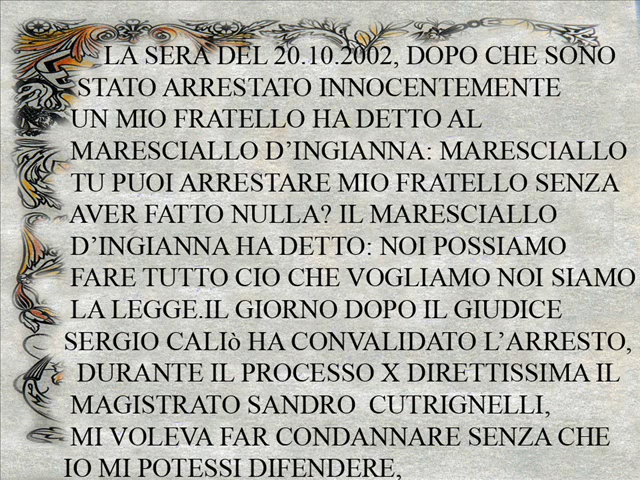 LA SERA DEL 20.10.2002, DOPO CHE SONO
STATO ARRESTATO INNOCENTEMENTE
UN MIO FRATELLO HA DETTO AL
MARESCIALLO D’INGIANNA: MARESCIALLO
TU PUOI ARRESTARE MIO FRATELLO SENZA
AVER FATTO NULLA? IL MARESCIALLO
D’INGIANNA HA DETTO: NOI POSSIAMO
FARE TUTTO CIO CHE VOGLIAMO NOI SIAMO
LA LEGGE.IL GIORNO DOPO IL GIUDICE
SERGIO CALIò HA CONVALIDATO L’ARRESTO,
DURANTE IL PROCESSO X DIRETTISSIMA IL
MAGISTRATO SANDRO CUTRIGNELLI,
MI VOLEVA FAR CONDANNARE SENZA CHE
IO MI POTESSI DIFENDERE,